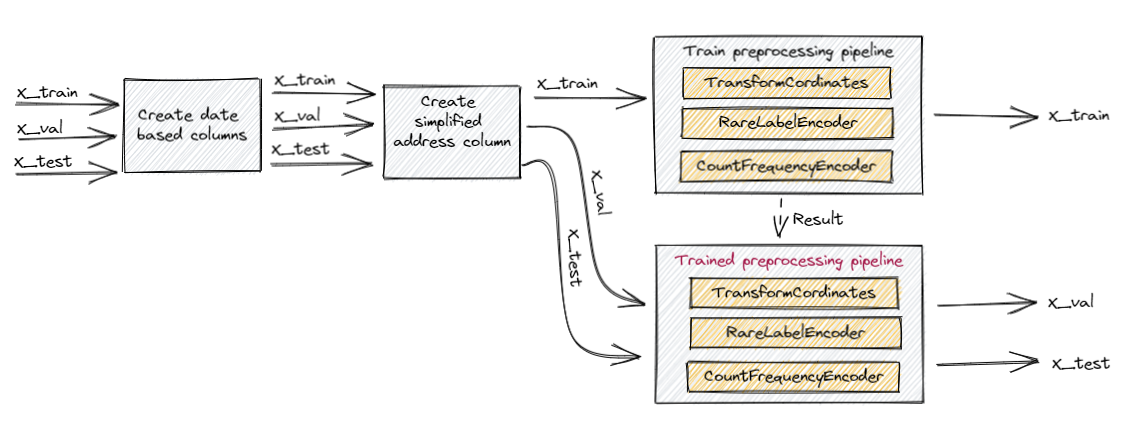 x_train
x_val
x_test
Create date
based columns
x_train
x_val
x_test
Create
simplified
address column
x_train
x_val
x_test
Train preprocessing pipeline
TransformCordinates
RareLabelEncoder
CountFrequencyEncoder
x_train
Result
Trained preprocessing pipeline
TransformCordinates
RareLabelEncoder
CountFrequencyEncoder
x_val
x_test